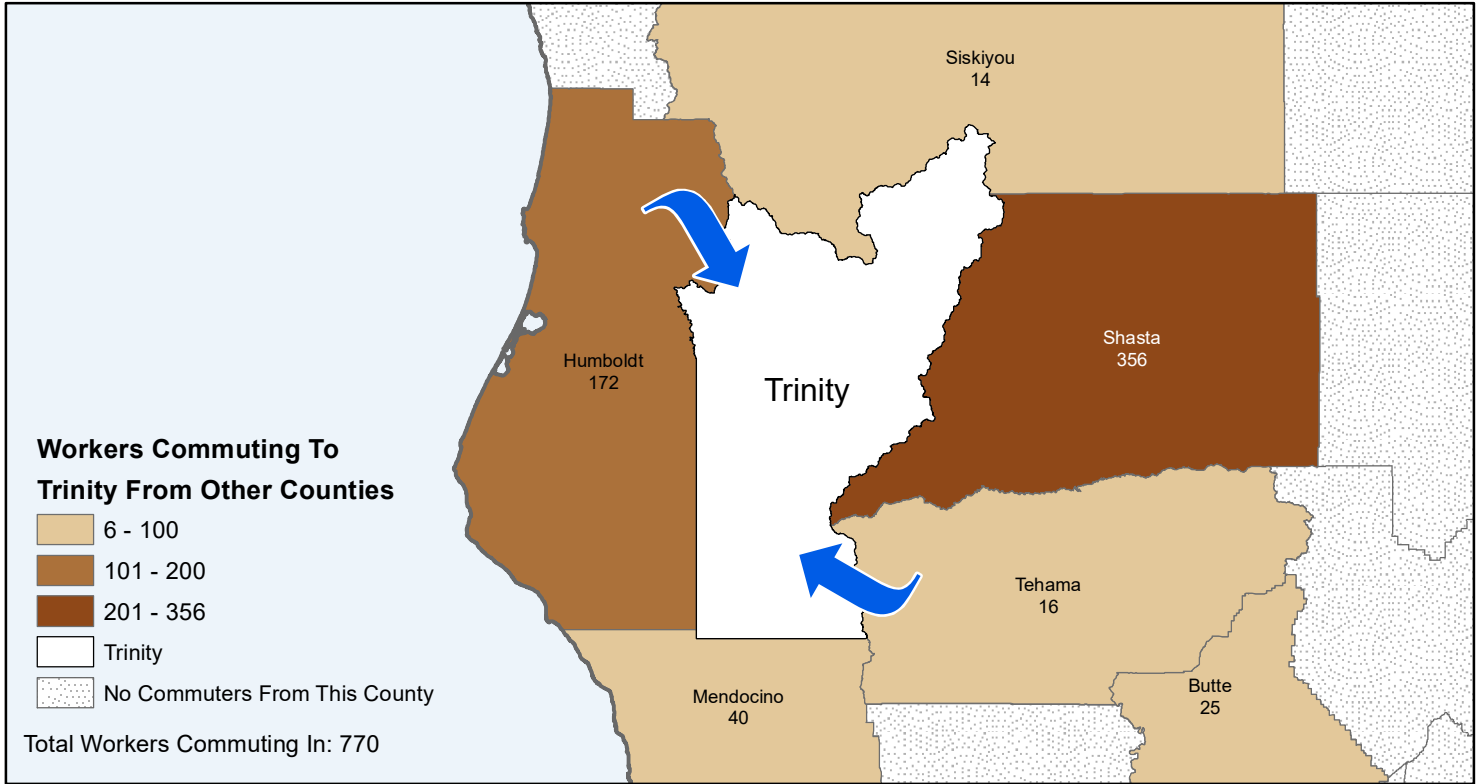 Siskiyou
14
Shasta
356
Humboldt
172
Trinity
Tehama
16
Butte
25
Mendocino
40
Workers Commuting To
Trinity From Other Counties
6 - 100
101 - 200
201 - 356
Trinity
No Commuters From This County
Total Workers Commuting In: 770